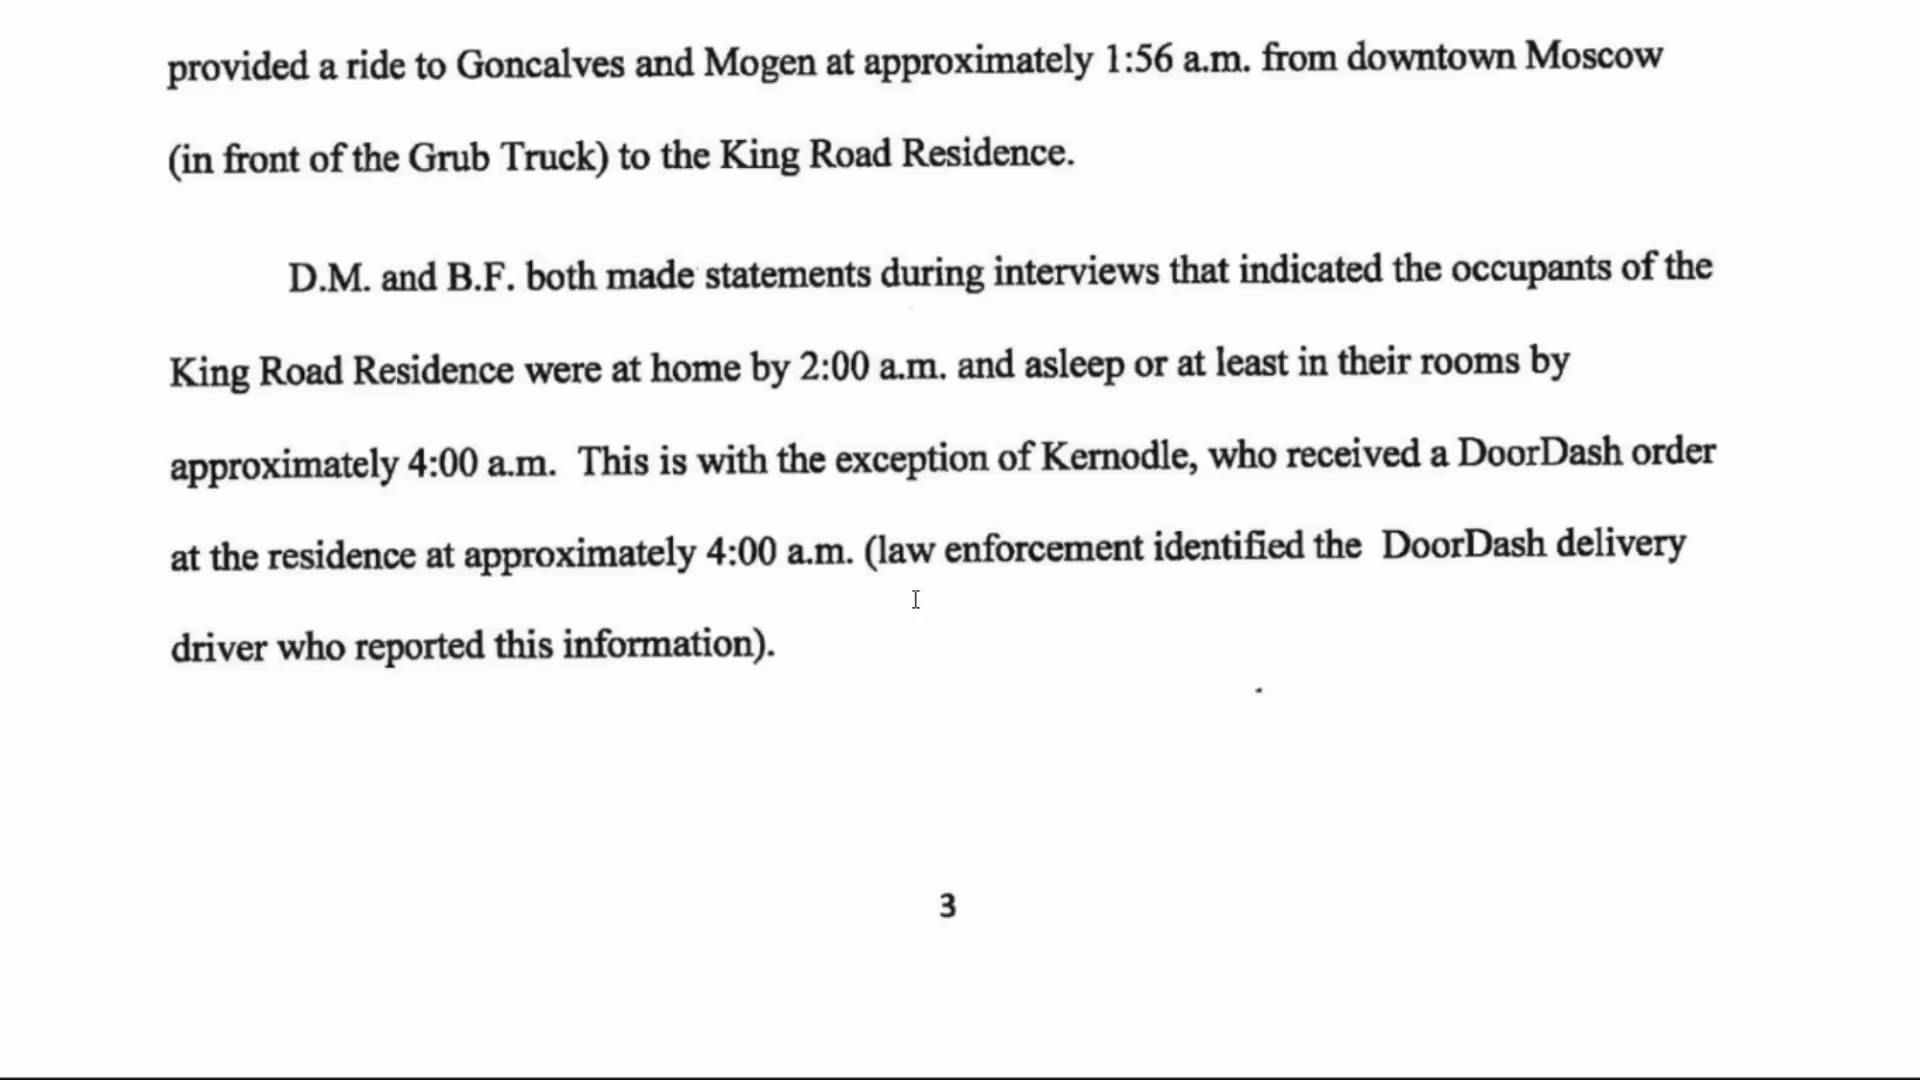 provided a ride to Goncalves and Mogen at approximately 1:56 a.m. from downtown Moscow
(in front of the Grub Truck) to the King Road Residence.
D.M. and B.F. both made statements during interviews that indicated the occupants of the
King Road Residence were at home by 2:00 a.m. and asleep or at least in their rooms by
approximately 4:00 a.m.  This is with the exception of Kernodle, who received a DoorDash order
at the residence at approximately 4:00 a.m. (law enforcement identified the  DoorDash delivery
driver who reported this information).
3